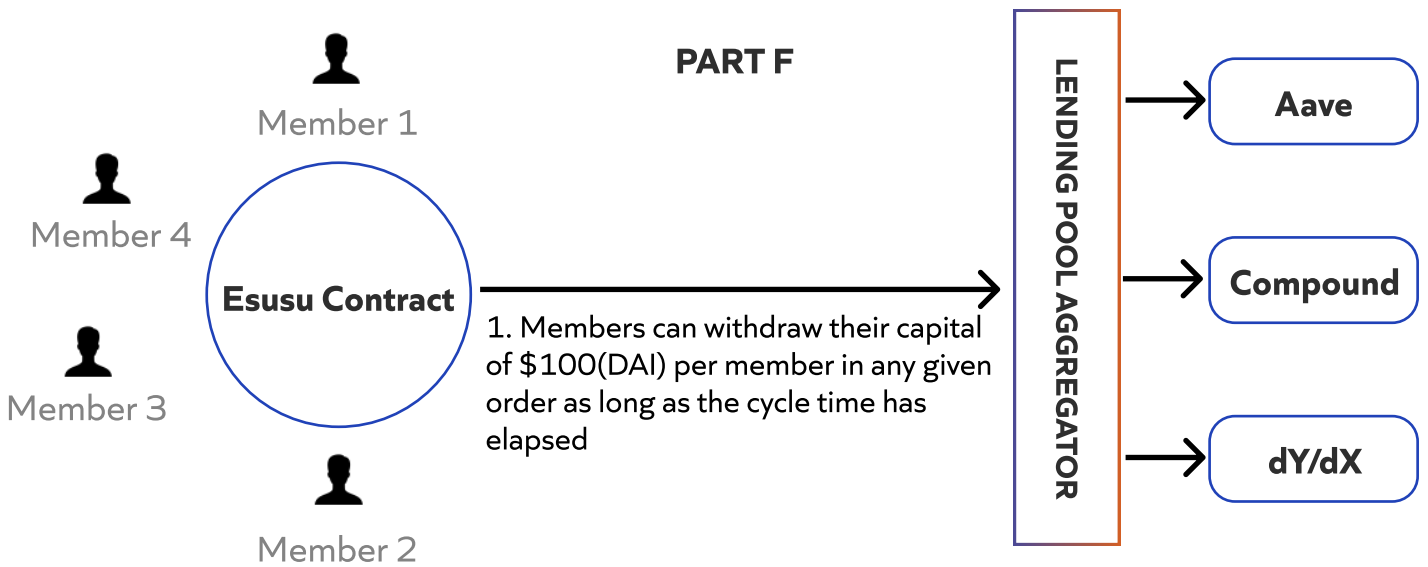 PART F
Member 1
Member 4
Esusu Contract
Member 3
Member 2
1. Members can withdraw their capital
of $100(DAI) per member in any given
order as long as the cycle time has
elapsed
LENDING POOL AGGREGATOR
Aave
Compound
dY/dX